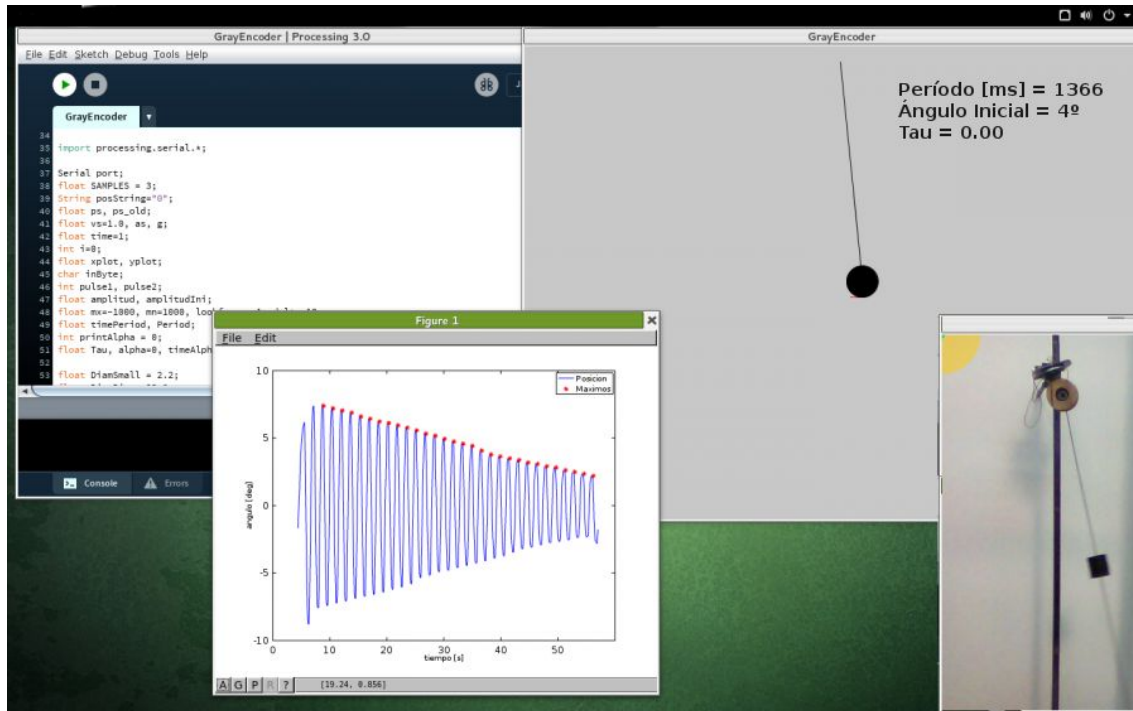 GrayEncoder | Processing 3.0
File Edit Sketch Debug Tools Help
GrayEncoder
34
35 import processing.serial.*;
36
37 Serial port;
38 float SAMPLES = 3;
39 String posString="0";
40 float ps, ps_old;
41 float vs=1.0, as, g;
42 float time=1;
43 int i=0;
44 float xplot, yplot;
45 char inByte;
46 int pulse1, pulse2;
47 float amplitud, amplitudIni;
48 float mx=-1000, mn=1000,
49 float timePeriod, Period;
50 int printAlpha = 0;
51 float Tau, alpha=0, timeAlph
52
53 float DiamSmall = 2.2;
Console
Errors
GrayEncoder
Período [ms] = 1366
Ángulo Inicial = 4º
Tau = 0.00
Figure 1
File Edit
Posicion
Maximos
10
5
0
-5
-10
angulo [deg]
0 10 20 30 40 50
tiempo [s]
A G P R ? [19.24, 0.856]